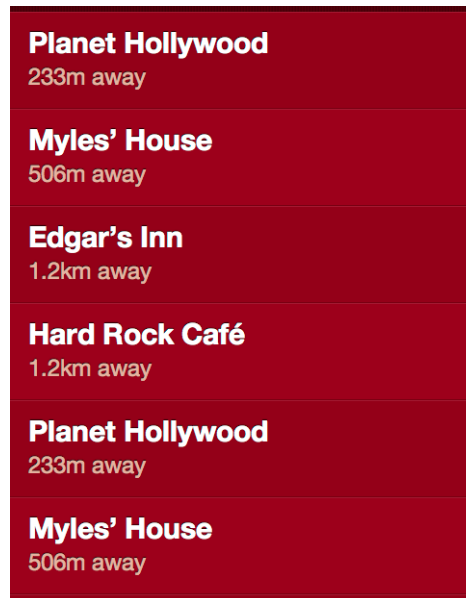 Planet Hollywood
233m away
Myles’ House
506m away
Edgar’s Inn
1.2km away
Hard Rock Café
1.2km away
Planet Hollywood
233m away
Myles’ House
506m away